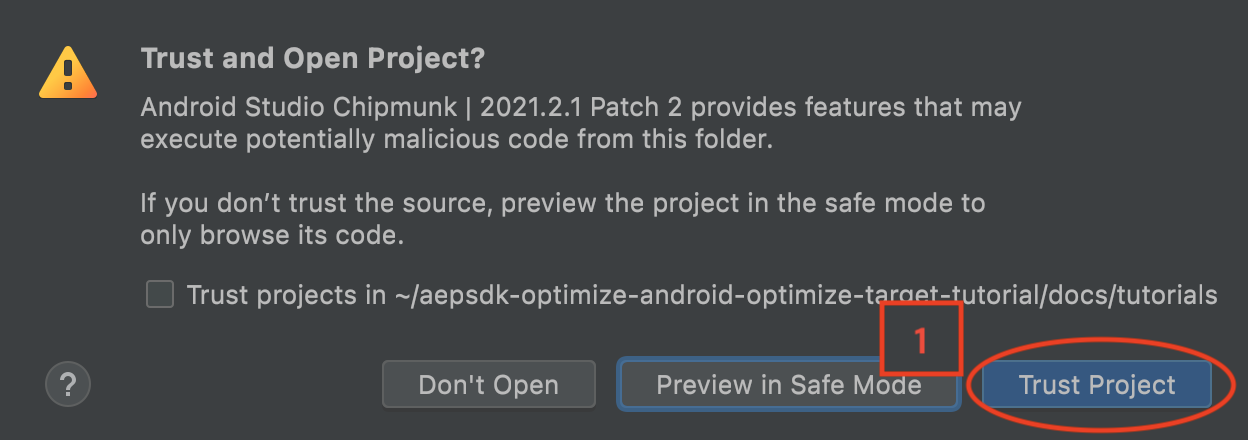 Trust and Open Project?
Android Studio Chipmunk | 2021.2.1 Patch 2 provides features that may
execute potentially malicious code from this folder.
If you don’t trust the source, preview the project in the safe mode to
only browse its code.
Trust projects in ~/aepsdk-optimize-android-optimize-target-tutorial/docs/tutorials
1
?
Don't Open
Preview in Safe Mode
Trust Project